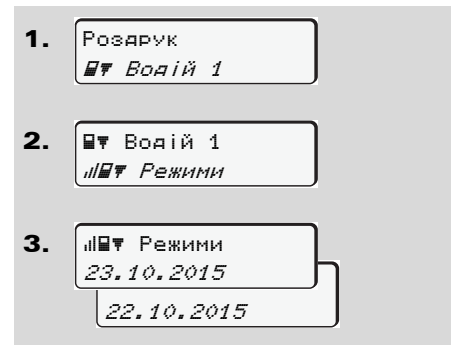 1. Роздрук
Водій 1
2. Водій 1
Режими
3. Режими
23.10.2015
22.10.2015